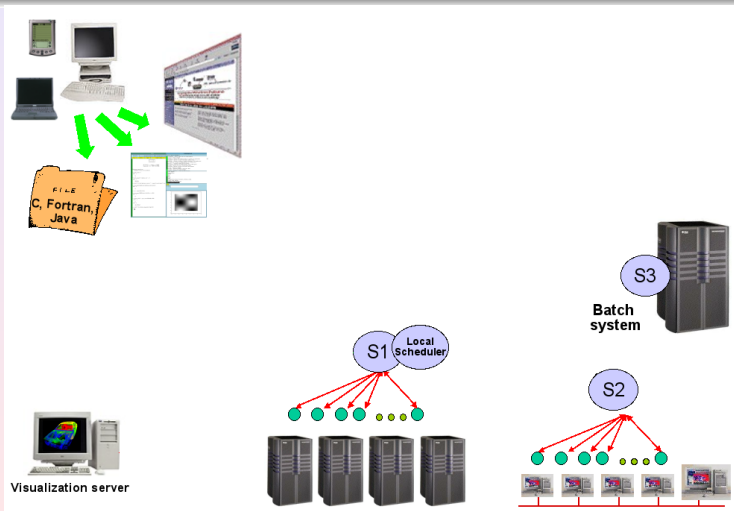 FILE
C, Fortran,
Java
S3
Batch
system
S1
Local
Scheduler
S2
Visualization server